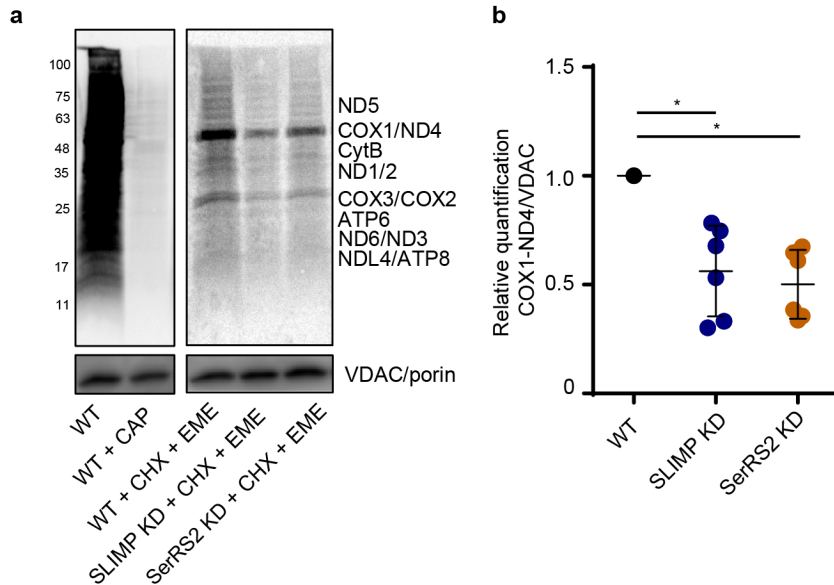 a
100
75
63
48
35
25
17
11
ND5
COX1/ND4
CytB
ND1/2
COX3/COX2
ATP6
ND6/ND3
NDL4/ATP8
VDAC/porin
WT
WT + CAP
WT + CHX + EME
SLIMP KD + CHX + EME
SerRS2 KD + CHX + EME
b
Relative quantification
COX1-ND4/VDAC
1.5
1.0
0.5
0
*
*
WT
SLIMP KD
SerRS2 KD